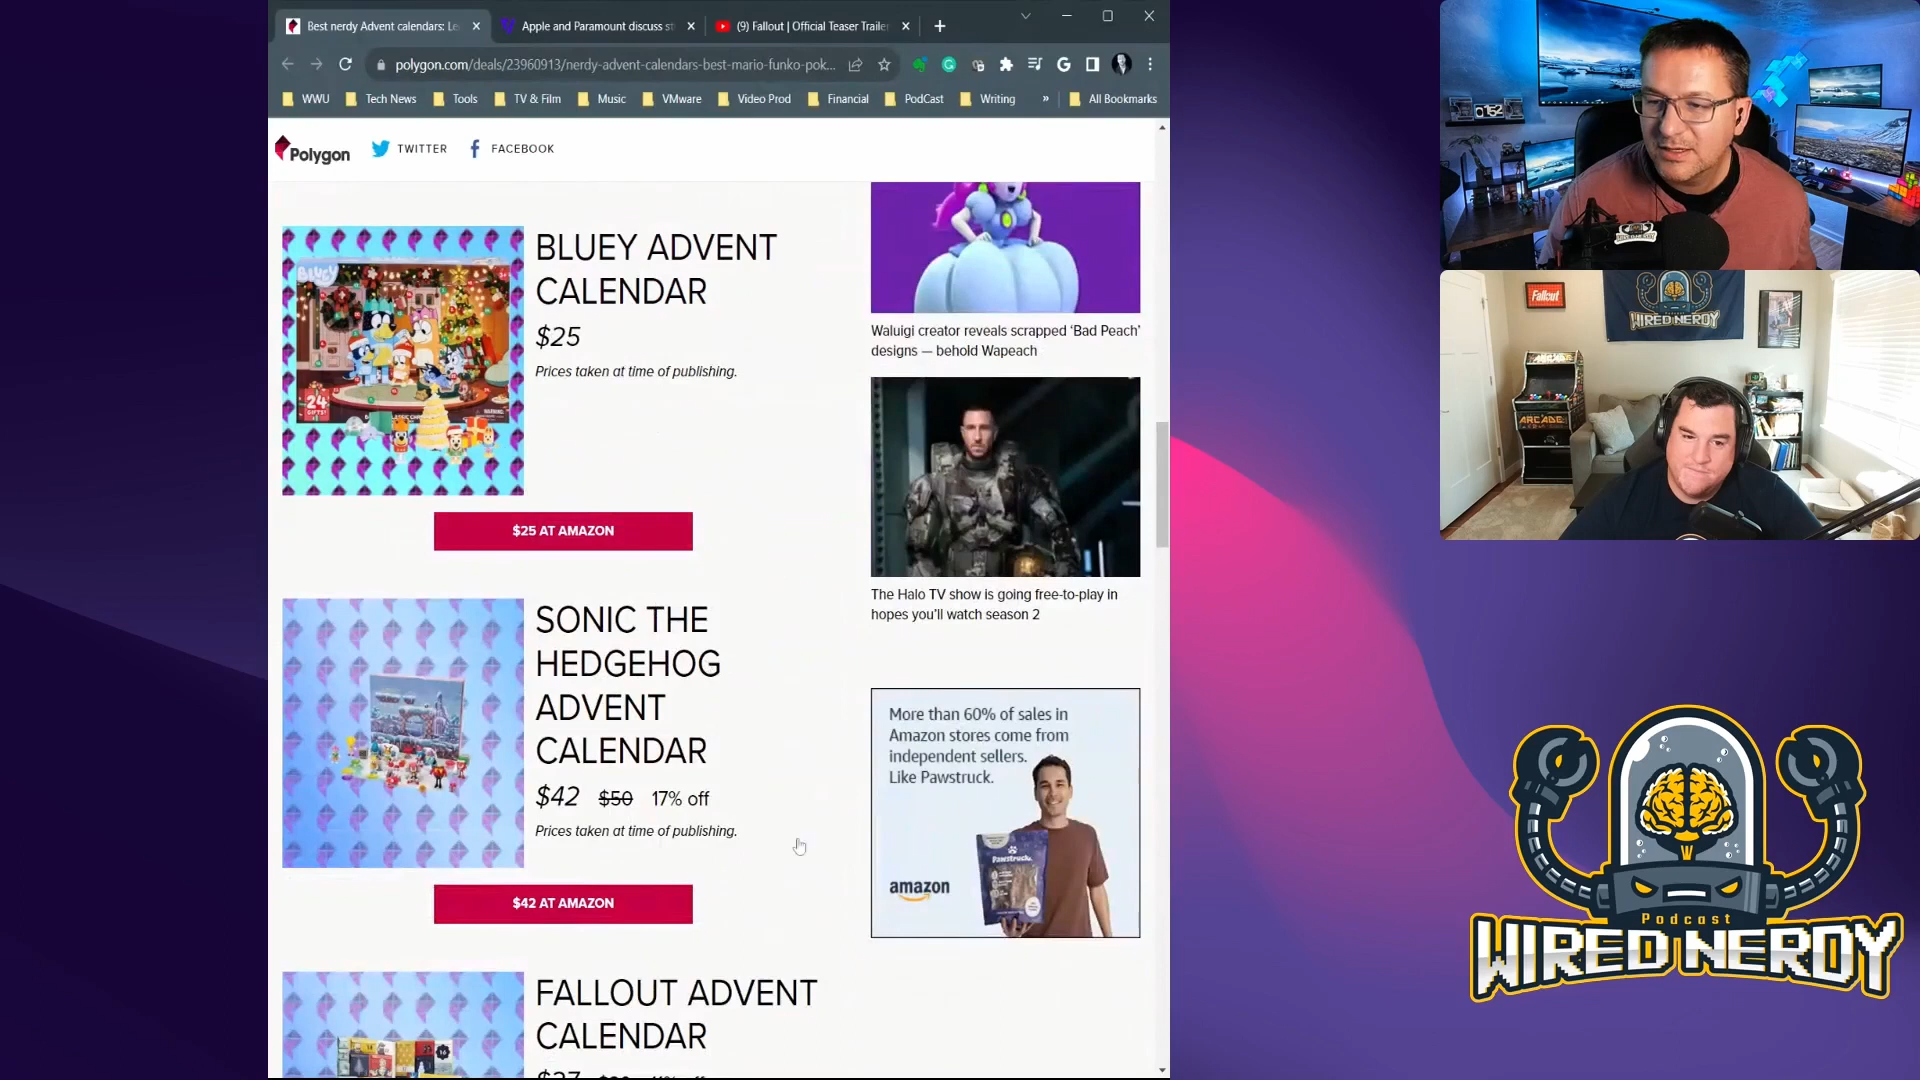 Best nerdy Advent calendars: Le
Apple and Paramount discuss st
(9) Fallout | Official Teaser Trailer
polygon.com/deals/23960913/nerdy-advent-calendars-best-mario-funko-pok...
WWU
Tech News
Tools
TV & Film
Music
VMware
Video Prod
Financial
PodCast
Writing
»
All Bookmarks
Polygon
TWITTER
FACEBOOK
BLUEY ADVENT
CALENDAR
$25
Prices taken at time of publishing.
BLUEY
24
GIFTS!
$25 AT AMAZON
SONIC THE
HEDGEHOG
ADVENT
CALENDAR
$42 $50 17% off
Prices taken at time of publishing.
$42 AT AMAZON
FALLOUT ADVENT
CALENDAR
Waluigi creator reveals scrapped ‘Bad Peach’
designs — behold Wapeach
The Halo TV show is going free-to-play in
hopes you’ll watch season 2
More than 60% of sales in
Amazon stores come from
independent sellers.
Like Pawstruck.
Pawstruck
amazon
Fallout
WIRED NERDY
ARCADE
Podcast
WIRED NERDY